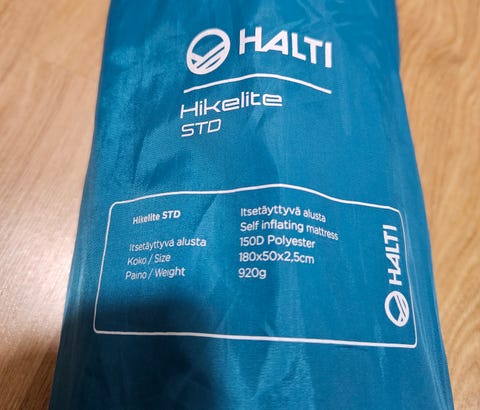 HALTI
Hikelite
STD
Hikelite STD
Itsetäyttyvä alusta
Self inflating mattress
Itsetäyttyvä alusta 150D Polyester
Koko / Size 180x50x2,5cm
Paino / Weight 920g
HALTI